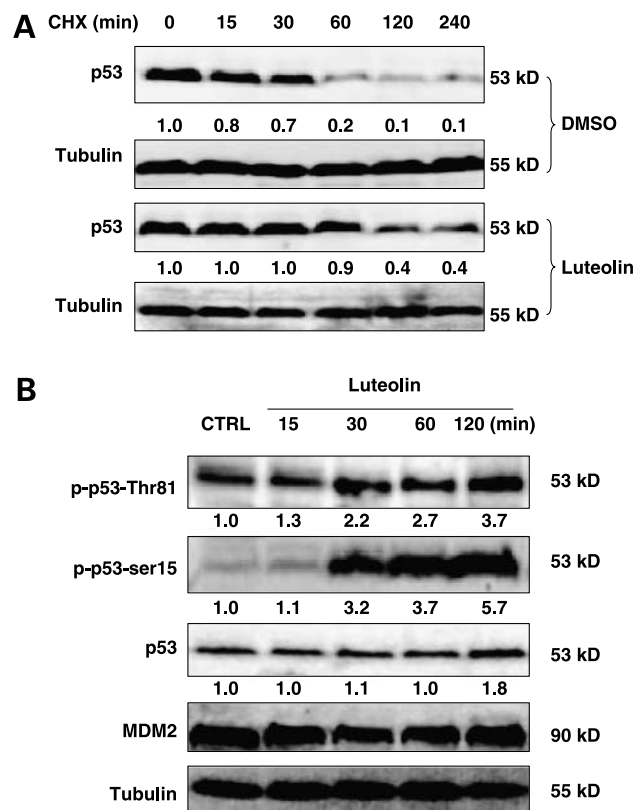 A
CHX (min) 0 15 30 60 120 240
p53 53 kD
1.0 0.8 0.7 0.2 0.1 0.1
DMSO
Tubulin 55 kD
p53 53 kD
1.0 1.0 1.0 0.9 0.4 0.4
Luteolin
Tubulin 55 kD
B
Luteolin
CTRL 15 30 60 120 (min)
p-p53-Thr81 53 kD
1.0 1.3 2.2 2.7 3.7
p-p53-ser15 53 kD
1.0 1.1 3.2 3.7 5.7
p53 53 kD
1.0 1.0 1.1 1.0 1.8
MDM2 90 kD
Tubulin 55 kD